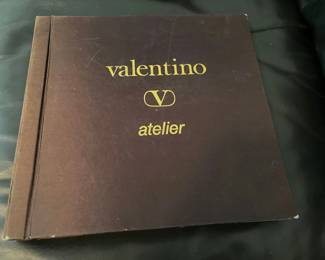 valentino
V
atelier